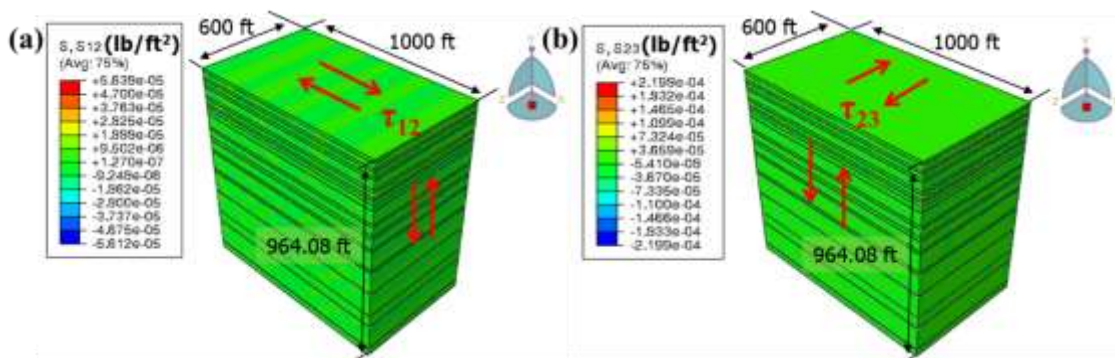 (a)
S, S12 (lb/ft²)
(Avg: 75%)
+5.639e-05
+4.700e-05
+3.763e-05
+2.825e-05
+1.889e-05
+9.502e-06
+1.270e-07
-9.248e-06
-1.862e-05
-2.800e-05
-3.737e-05
-4.675e-05
-5.612e-05
600 ft
1000 ft
τ12
964.08 ft
(b)
S, S23 (lb/ft²)
(Avg: 75%)
+2.199e-04
+1.832e-04
+1.465e-04
+1.099e-04
+7.324e-05
+3.659e-05
-5.410e-08
-3.670e-05
-7.335e-05
-1.100e-04
-1.466e-04
-1.833e-04
-2.199e-04
600 ft
1000 ft
τ23
964.08 ft